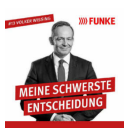 #13 VOLKER WISSING
FUNKE
MEINE SCHWERSTE
ENTSCHEIDUNG